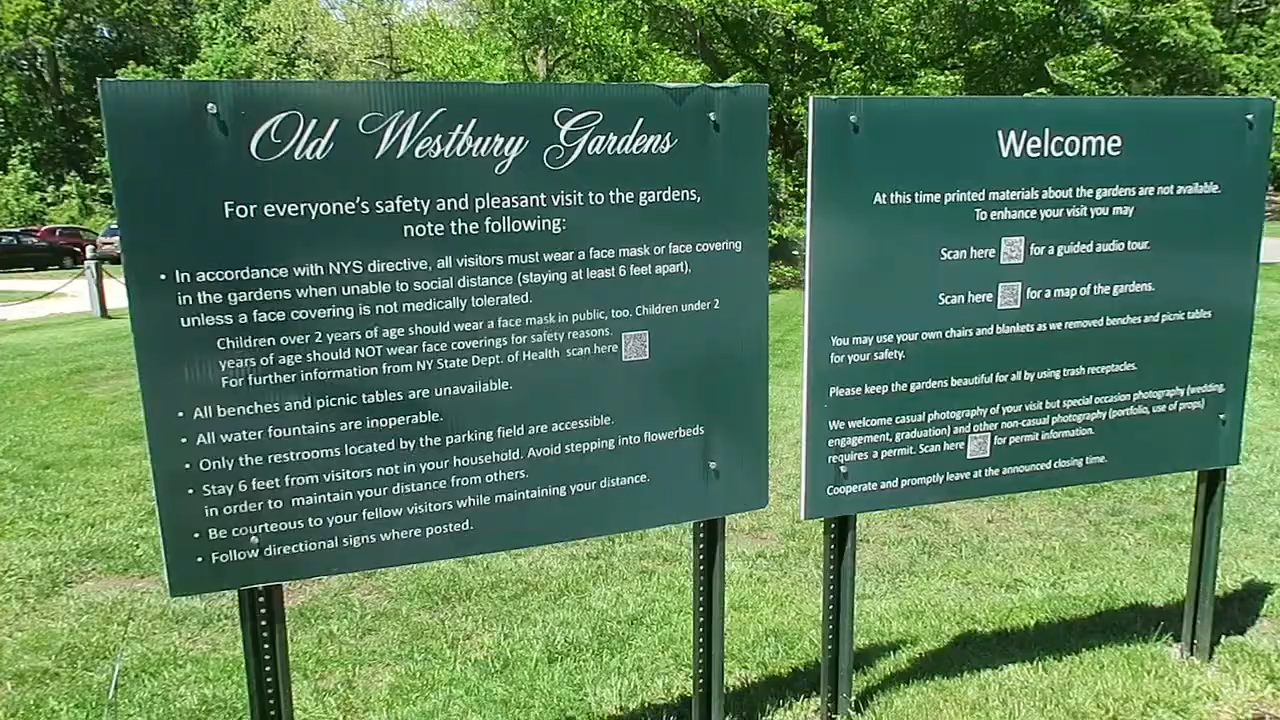 Old Westbury Gardens
For everyone's safety and pleasant visit to the gardens,
note the following:
• In accordance with NYS directive, all visitors must wear a face mask or face covering
in the gardens when unable to social distance (staying at least 6 feet apart),
unless a face covering is not medically tolerated.
Children over 2 years of age should wear a face mask in public, too. Children under 2
years of age should NOT wear face coverings for safety reasons.
For further information from NY State Dept. of Health scan here
• All benches and picnic tables are unavailable.
• All water fountains are inoperable.
• Only the restrooms located by the parking field are accessible.
• Stay 6 feet from visitors not in your household. Avoid stepping into flowerbeds
in order to maintain your distance from others.
• Be courteous to your fellow visitors while maintaining your distance.
• Follow directional signs where posted.
Welcome
At this time printed materials about the gardens are not available.
To enhance your visit you may
Scan here for a guided audio tour.
Scan here for a map of the gardens.
You may use your own chairs and blankets as we removed benches and picnic tables
for your safety.
Please keep the gardens beautiful for all by using trash receptacles.
We welcome casual photography of your visit but special occasion photography (wedding,
engagement, graduation) and other non-casual photography (portfolio, use of props)
requires a permit. Scan here for permit information.
Cooperate and promptly leave at the announced closing time.